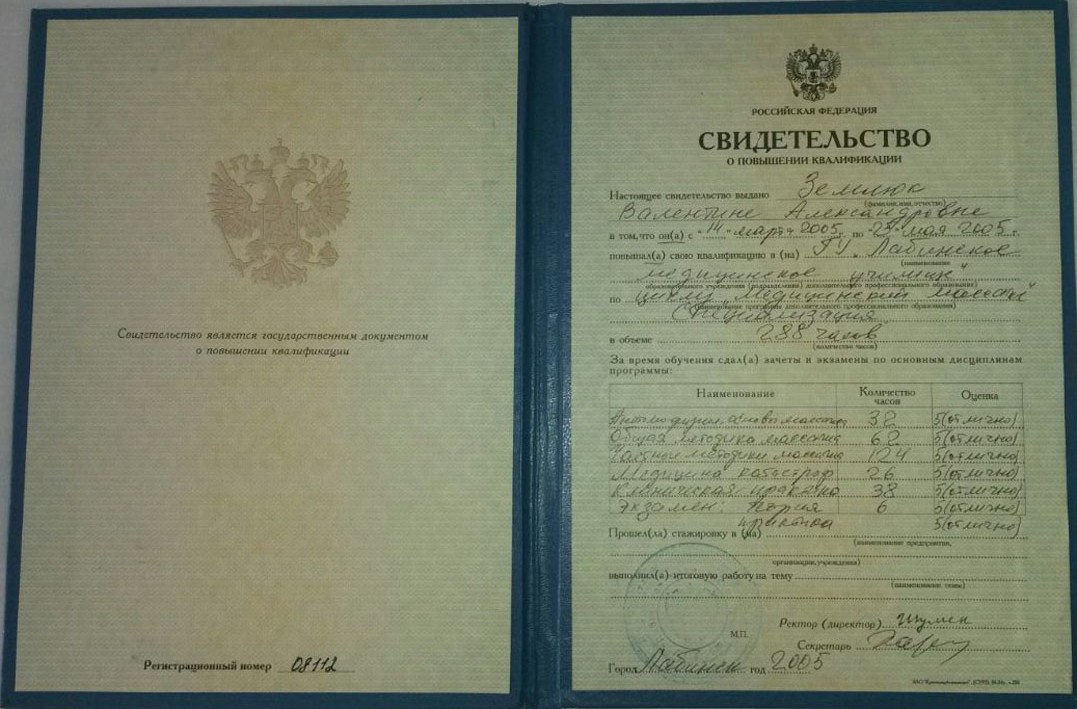 Свидетельство является государственным документом
о повышении квалификации
Регистрационный номер 08112
РОССИЙСКАЯ ФЕДЕРАЦИЯ
СВИДЕТЕЛЬСТВО
О ПОВЫШЕНИИ КВАЛИФИКАЦИИ
Настоящее свидетельство выдано Землюк
(фамилия, имя, отчество)
Валентине Александровне
в том, что он(а) с "14" марта 2005 г. по "27" мая 2005 г.
повышал(а) свою квалификацию в (на) ГУ "Лабинское
(наименование
медицинское училище"
образовательного учреждения (подразделения) дополнительного профессионального образования)
по циклу "Медицинский массаж"
(наименование программы дополнительного профессионального образования)
специализация
в объеме 288 часов
(количество часов)
За время обучения сдал(а) зачеты и экзамены по основным дисциплинам
программы:
Наименование Количество часов Оценка
основы массажа 32 5(отлично)
Общая методика массажа 62 5(отлично)
Частные методики массажа 124 5(отлично)
Медицина катастроф 26 5(отлично)
Клиническая практика 38 5(отлично)
Экзамен: Теория 6 5(отлично)
практика 5(отлично)
Прошел(ла) стажировку в (на)
(наименование предприятия,
организации, учреждения)
выполнил(а) итоговую работу на тему
(наименование темы)
Ректор (директор)
М.П.
Секретарь
Город Лабинск год 2005